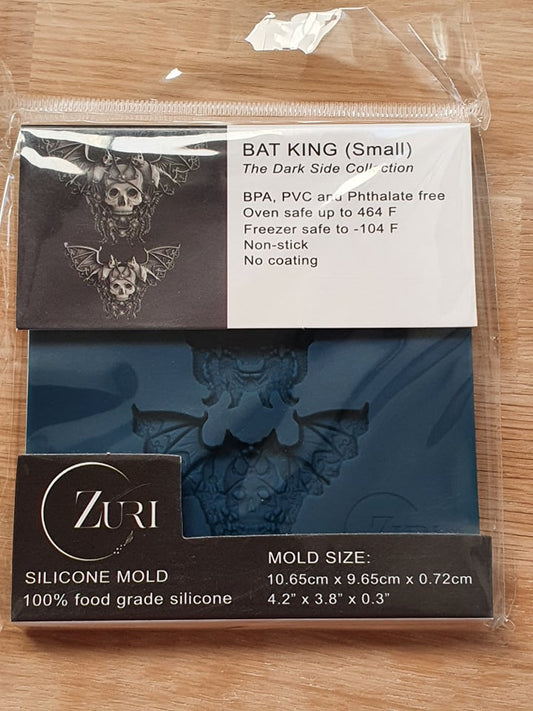 BAT KING (Small)
The Dark Side Collection
BPA, PVC and Phthalate free
Oven safe up to 464 F
Freezer safe to -104 F
Non-stick
No coating
ZURI
ZURI
SILICONE MOLD
100% food grade silicone
MOLD SIZE:
10.65cm x 9.65cm x 0.72cm
4.2” x 3.8” x 0.3”